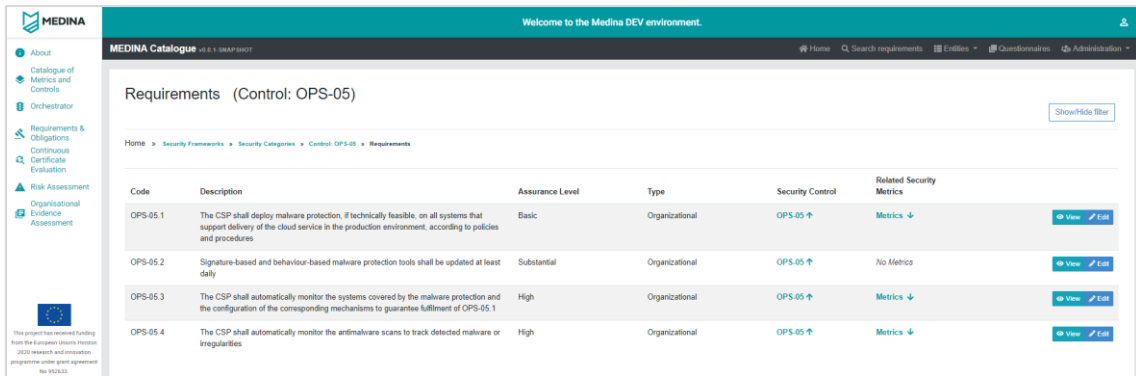 MEDINA
Welcome to the Medina DEV environment.
About
Catalogue of
Metrics and
Controls
Orchestrator
Requirements &
Obligations
Continuous
Certificate
Evaluation
Risk Assessment
Organisational
Evidence
Assessment
This project has received funding
from the European Union's Horizon
2020 research and innovation
programme under grant agreement
No 952633.
MEDINA Catalogue v0.0.1-SNAPSHOT
Home Search requirements Entities Questionnaires Administration
Requirements (Control: OPS-05)
Show/Hide filter
Home » Security Frameworks » Security Categories » Control: OPS-05 » Requirements
Code Description Assurance Level Type Security Control Related Security
Metrics
OPS-05.1 The CSP shall deploy malware protection, if technically feasible, on all systems that Basic Organizational OPS-05 ↑ Metrics ↓ View Edit
support delivery of the cloud service in the production environment, according to policies
and procedures
OPS-05.2 Signature-based and behaviour-based malware protection tools shall be updated at least Substantial Organizational OPS-05 ↑ No Metrics View Edit
daily
OPS-05.3 The CSP shall automatically monitor the systems covered by the malware protection and High Organizational OPS-05 ↑ Metrics ↓ View Edit
the configuration of the corresponding mechanisms to guarantee fulfilment of OPS-05.1
OPS-05.4 The CSP shall automatically monitor the antimalware scans to track detected malware or High Organizational OPS-05 ↑ Metrics ↓ View Edit
irregularities